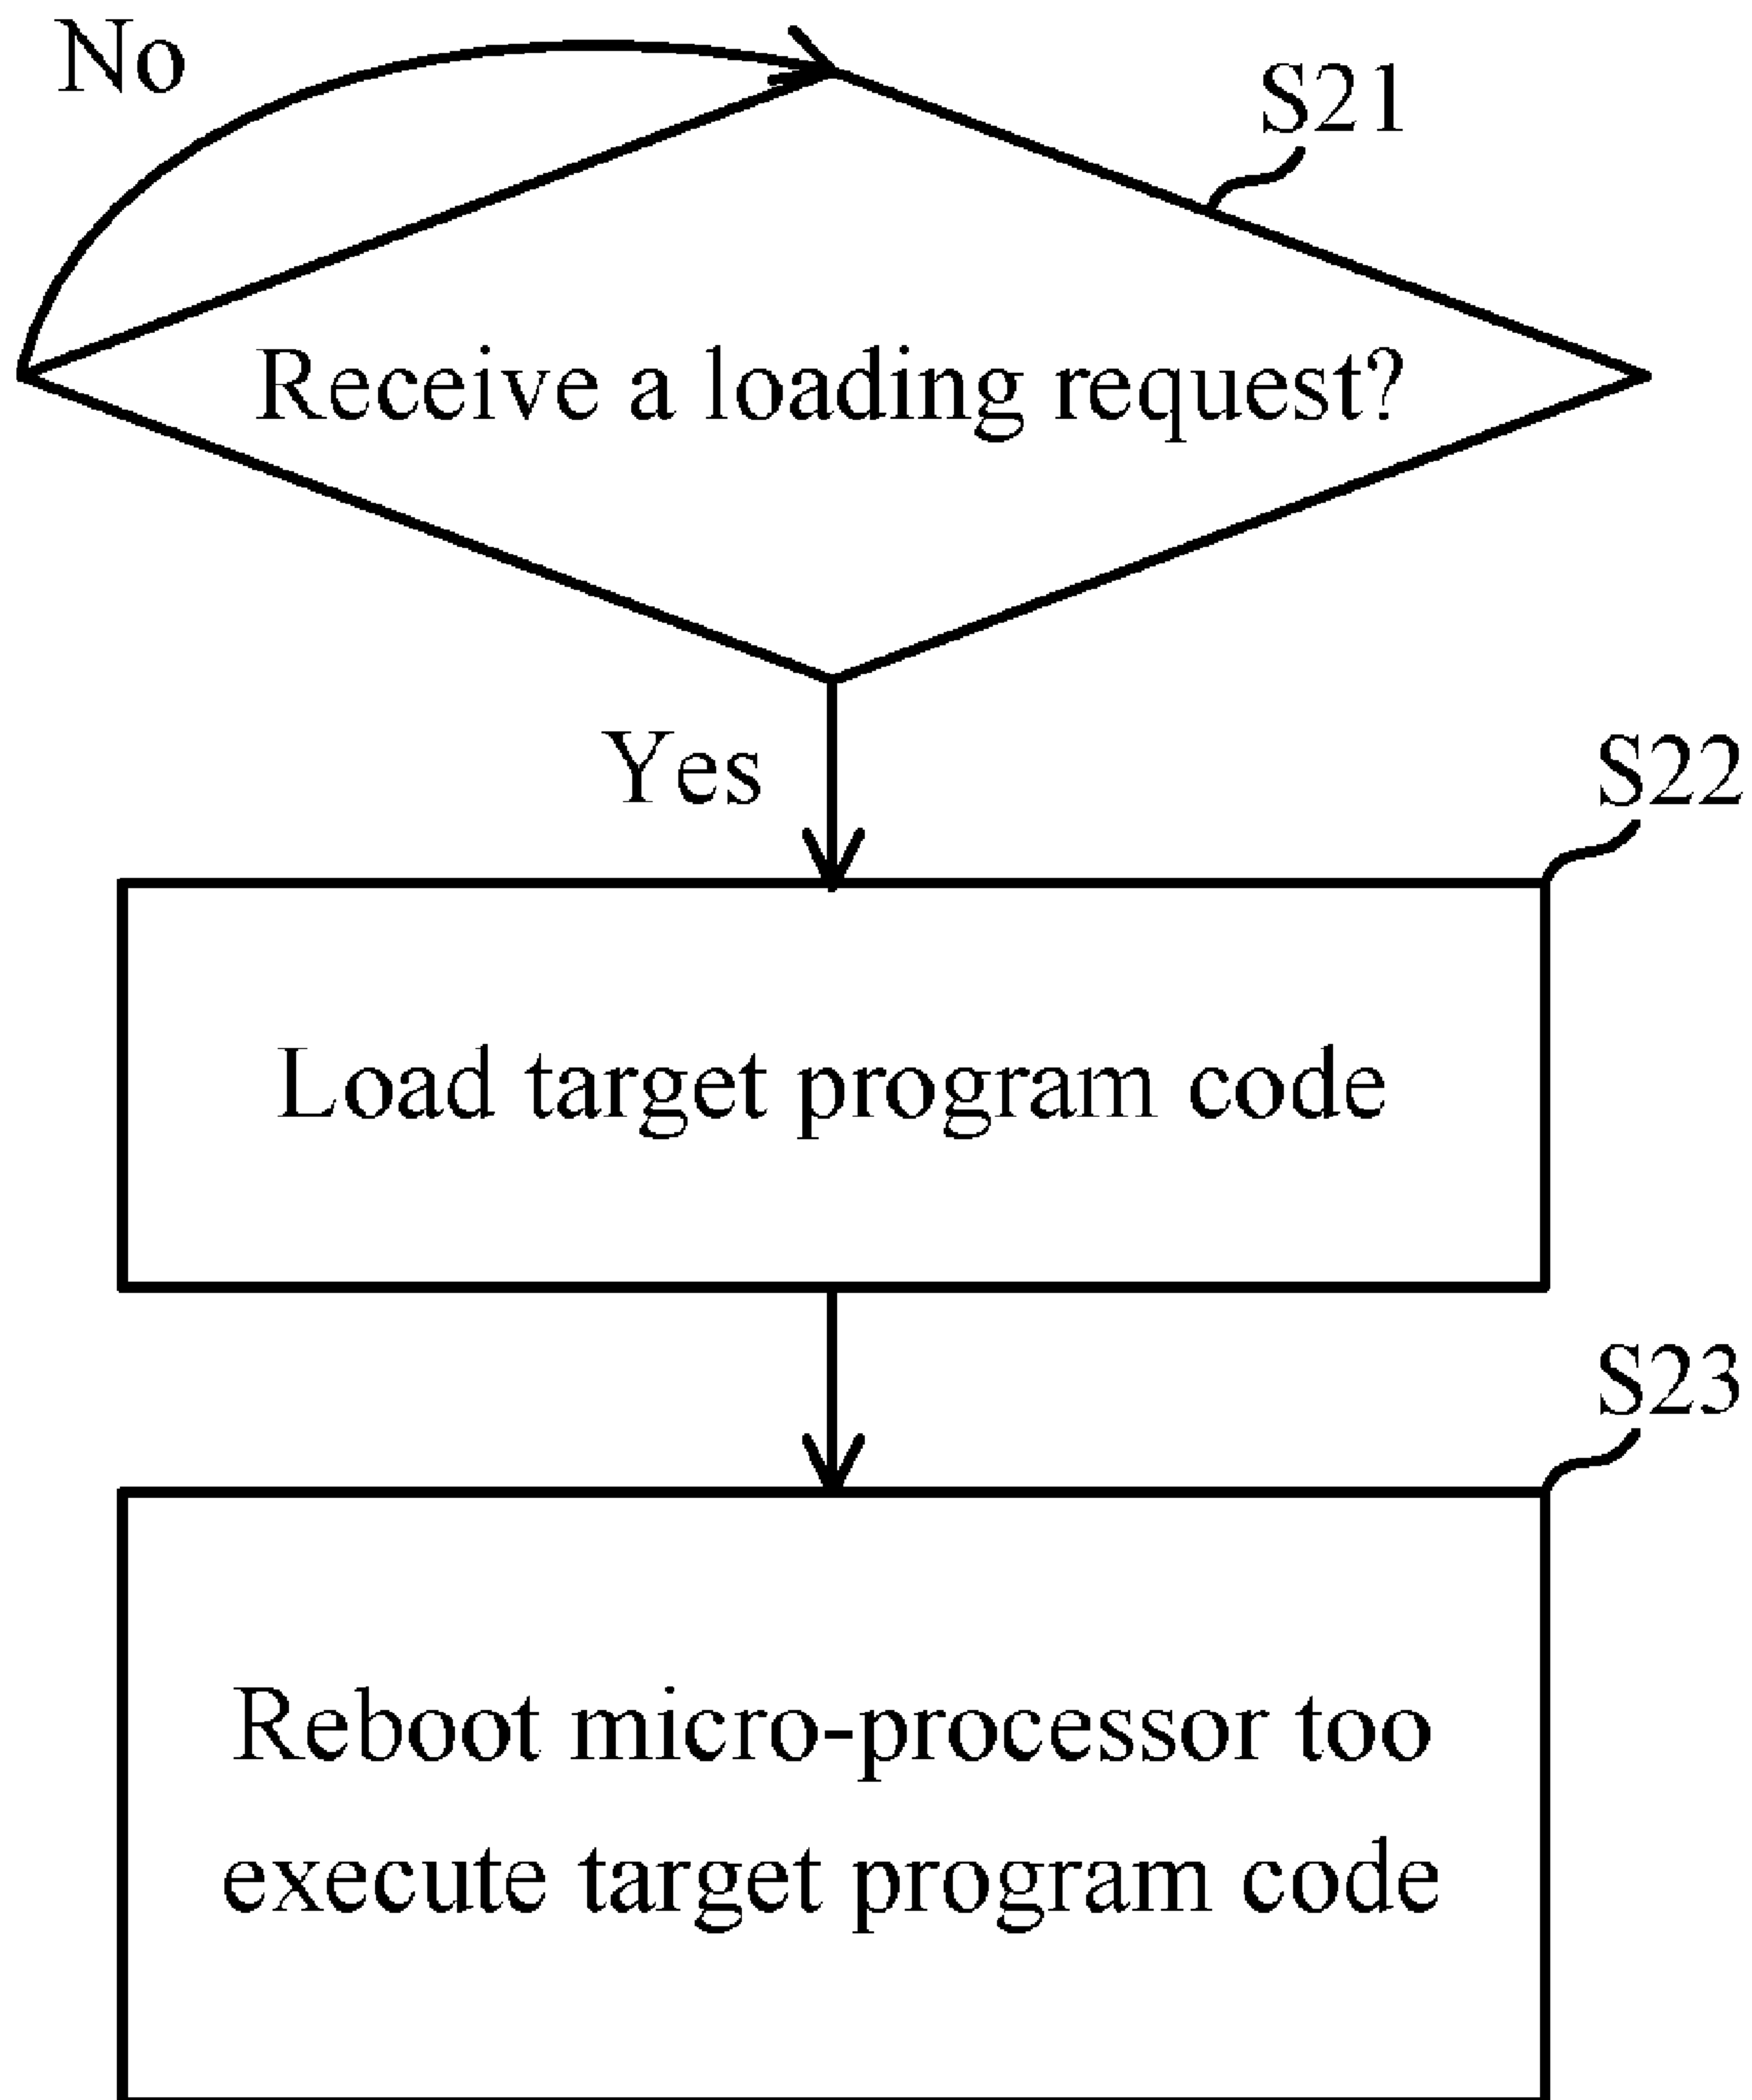 No
S21
Receive a loading request?
Yes
S22
Load target program code
S23
Reboot micro-processor too
execute target program code